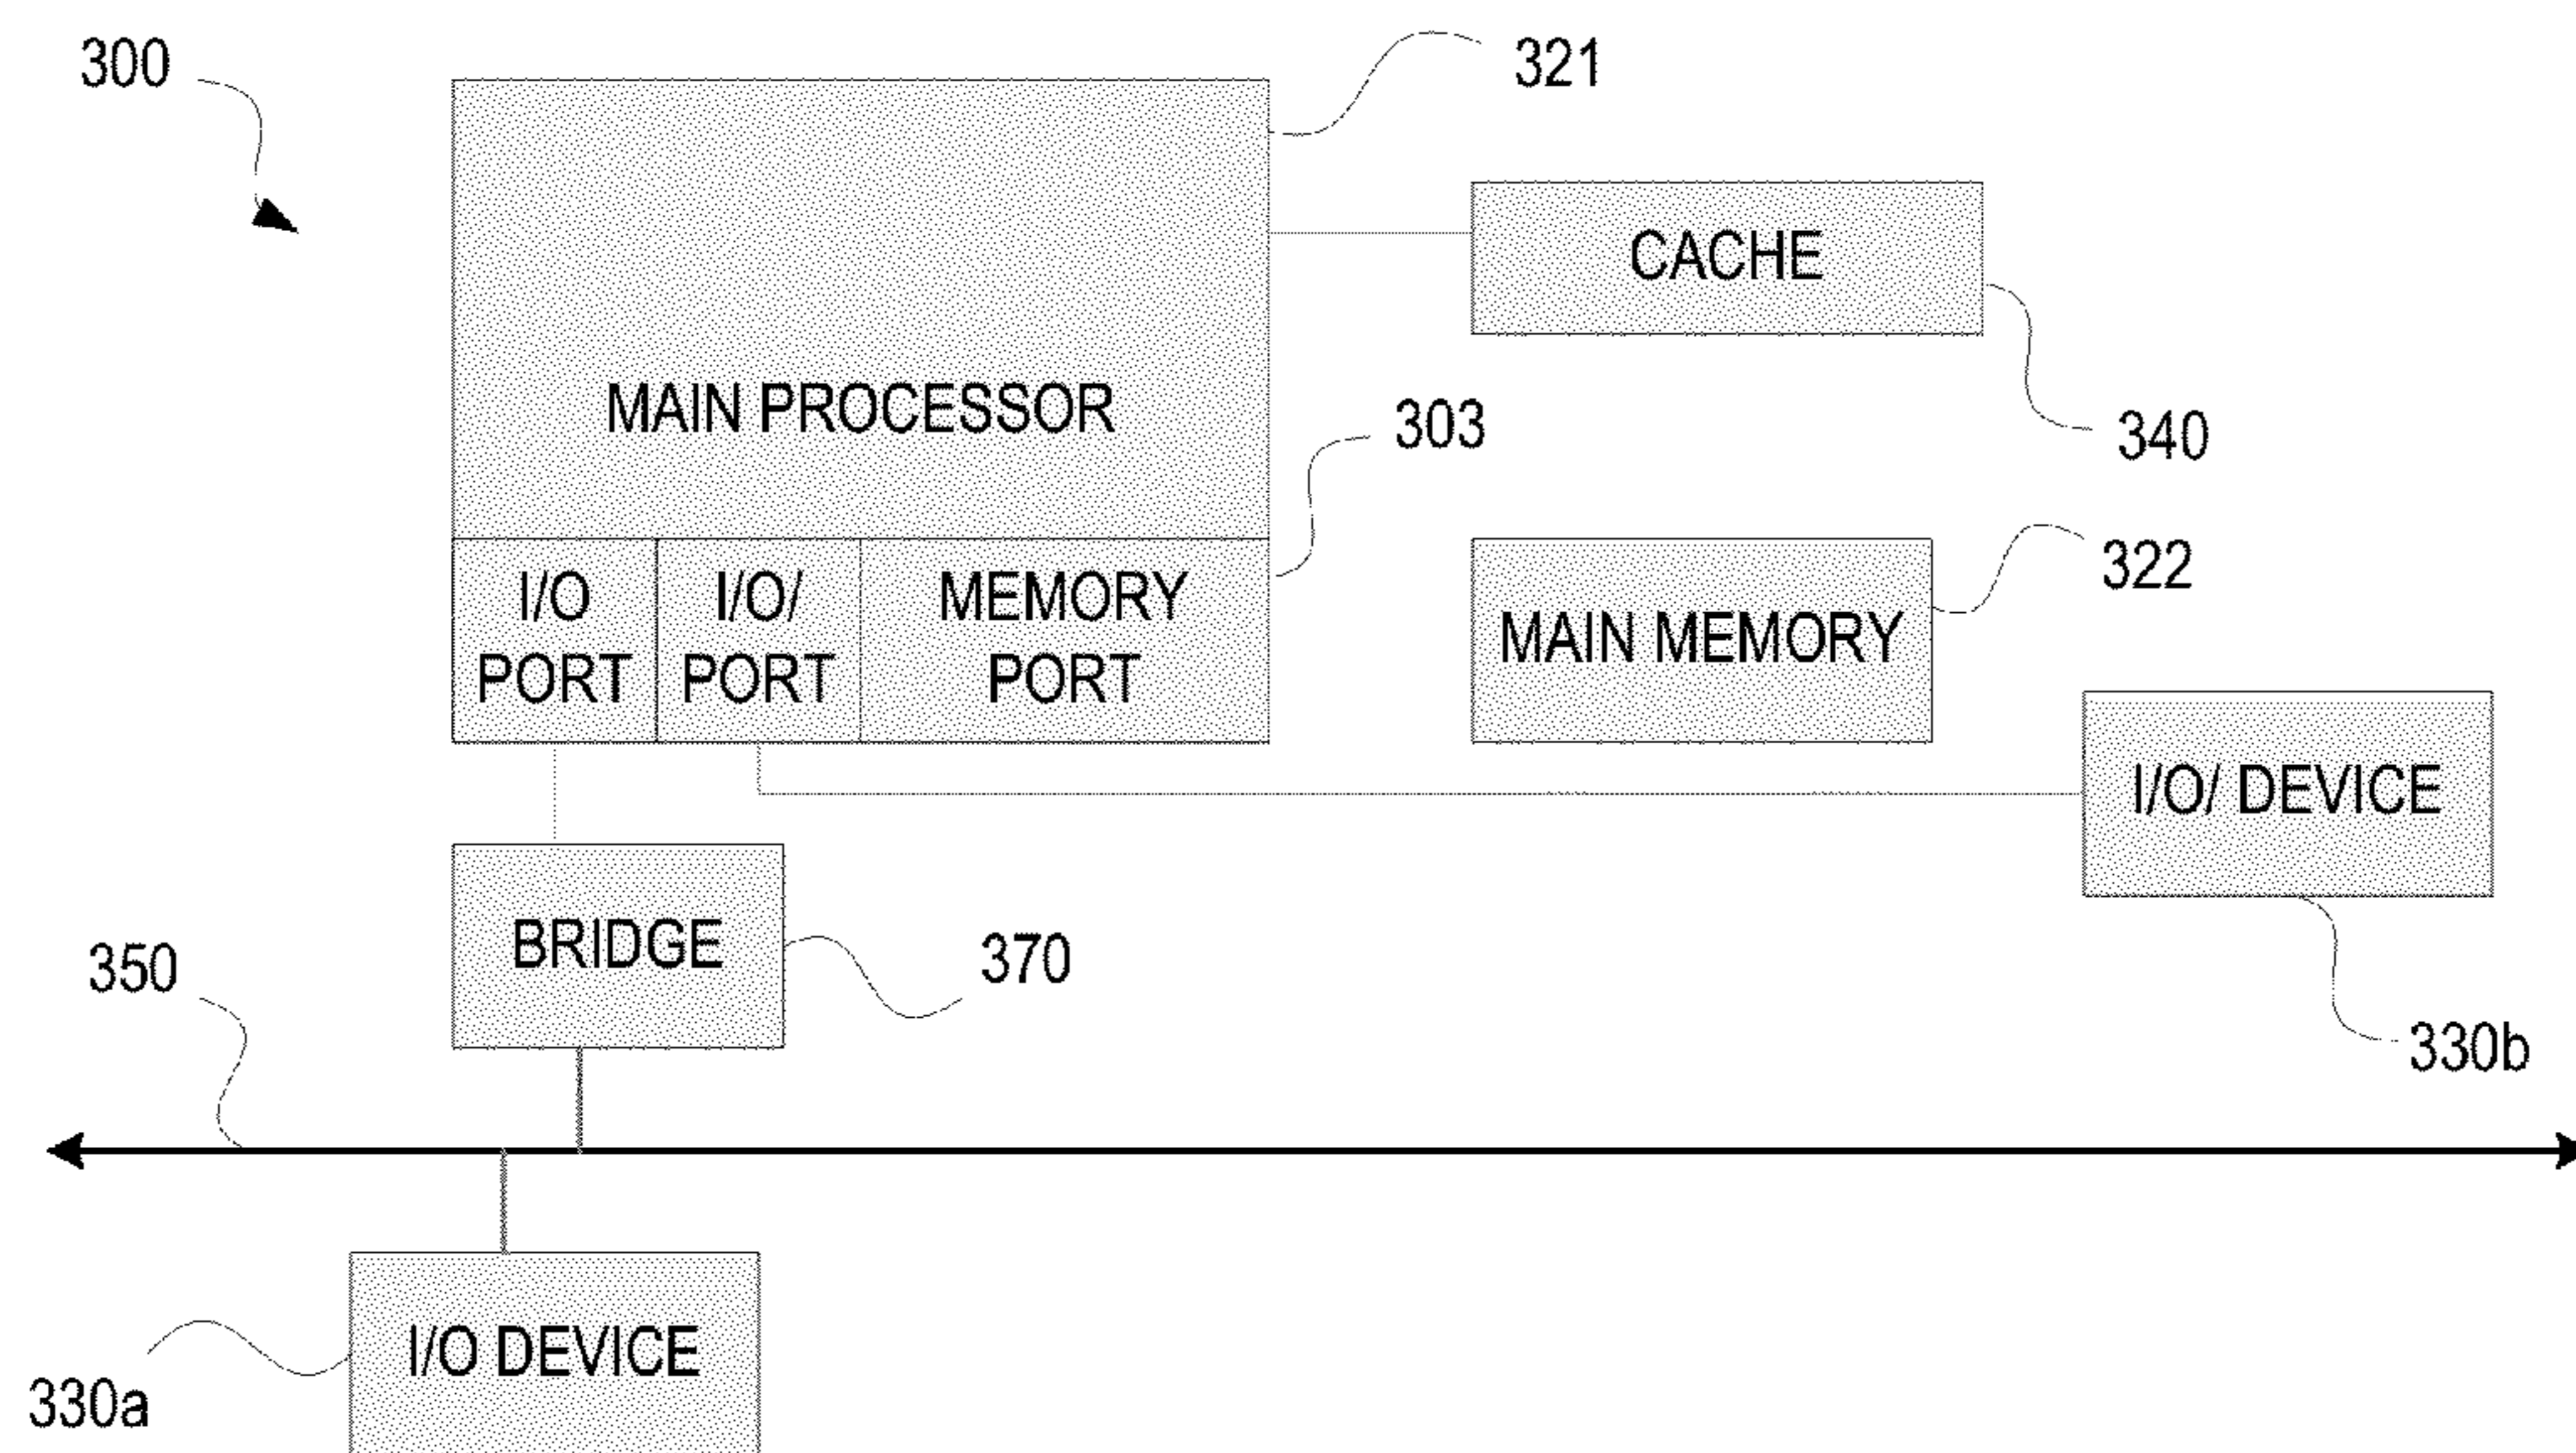 300
321
CACHE
MAIN PROCESSOR
303
340
I/O
PORT
I/O/
PORT
MEMORY
PORT
322
MAIN MEMORY
I/O/ DEVICE
BRIDGE
350
370
330b
I/O DEVICE
330a